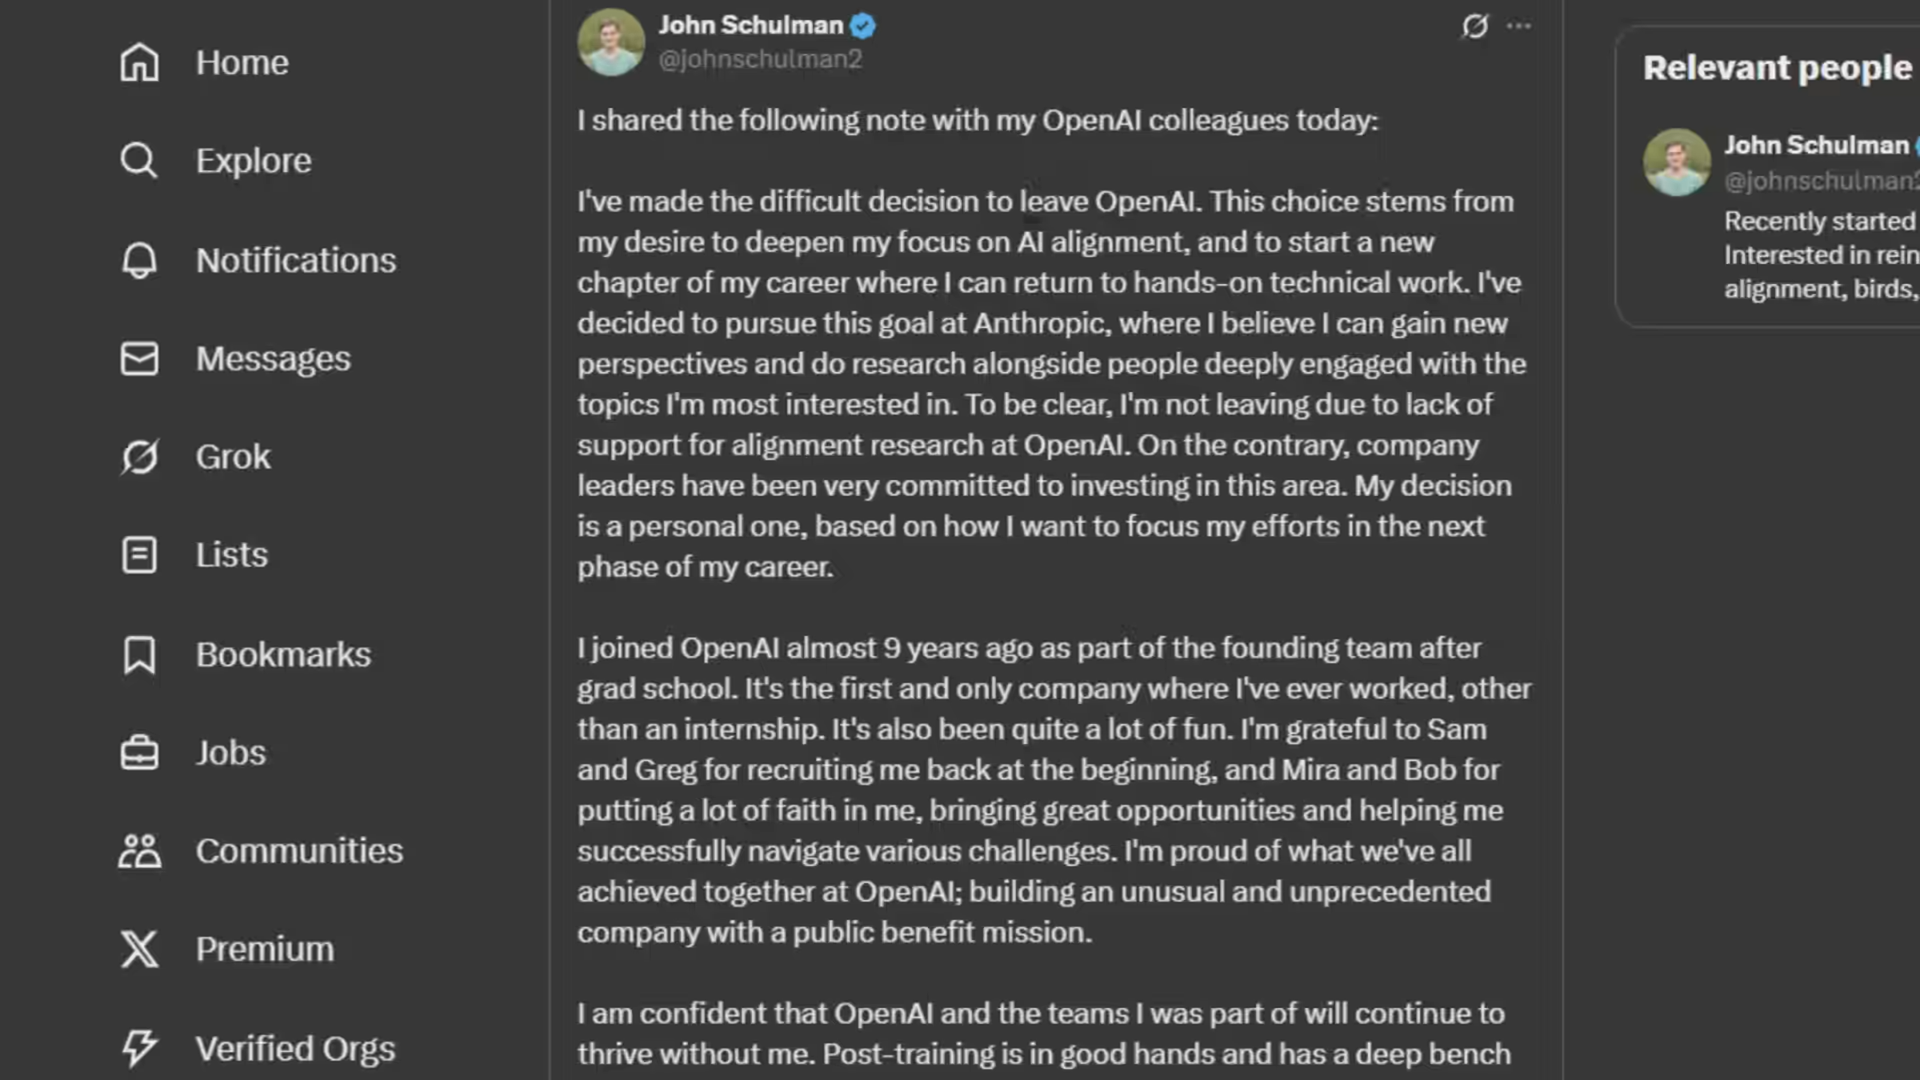 Home
Explore
Notifications
Messages
Grok
Lists
Bookmarks
Jobs
Communities
Premium
Verified Orgs
John Schulman
@johnschulman2
I shared the following note with my OpenAI colleagues today:
I've made the difficult decision to leave OpenAI. This choice stems from
my desire to deepen my focus on AI alignment, and to start a new
chapter of my career where I can return to hands-on technical work. I've
decided to pursue this goal at Anthropic, where I believe I can gain new
perspectives and do research alongside people deeply engaged with the
topics I'm most interested in. To be clear, I'm not leaving due to lack of
support for alignment research at OpenAI. On the contrary, company
leaders have been very committed to investing in this area. My decision
is a personal one, based on how I want to focus my efforts in the next
phase of my career.
I joined OpenAI almost 9 years ago as part of the founding team after
grad school. It's the first and only company where I've ever worked, other
than an internship. It's also been quite a lot of fun. I'm grateful to Sam
and Greg for recruiting me back at the beginning, and Mira and Bob for
putting a lot of faith in me, bringing great opportunities and helping me
successfully navigate various challenges. I'm proud of what we've all
achieved together at OpenAI; building an unusual and unprecedented
company with a public benefit mission.
I am confident that OpenAI and the teams I was part of will continue to
thrive without me. Post-training is in good hands and has a deep bench
Relevant people
John Schulman
@johnschulman2
Recently started
Interested in rein
alignment, birds,